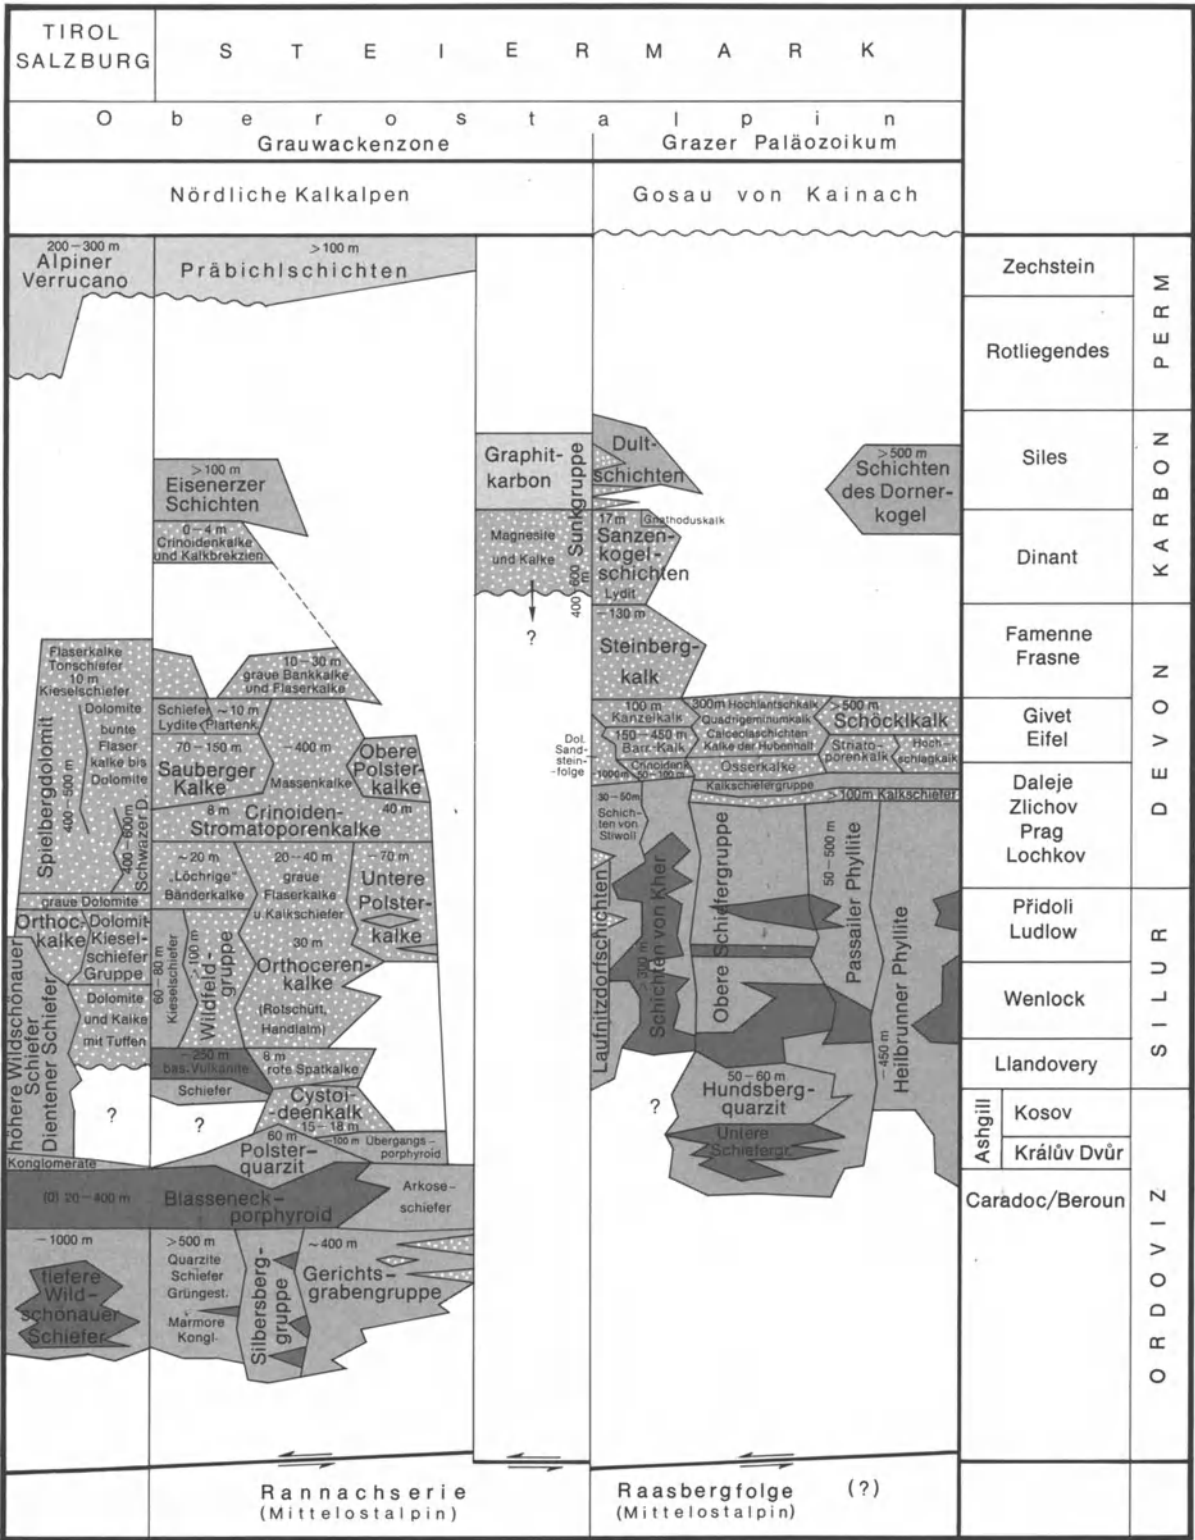 TIROL
SALZBURG
S T E I E R M A R K
O b e r o s t a l p i n
Grauwackenzone
Grazer Paläozoikum
Nördliche Kalkalpen
Gosau von Kainach
200–300 m
Alpiner
Verrucano
>100 m
Präbichlschichten
Zechstein
Rotliegendes
PERM
>100 m
Eisenerzer
Schichten
0–4 m
Crinoidenkalke
und Kalkbrekzien
Graphit-
karbon
Magnesite
und Kalke
400–600 m Sunkgruppe
?
Dult-
schichten
17 m
Gnathoduskalk
Sanzen-
kogel-
schichten
Lydit
>500 m
Schichten
des Dorner-
kogel
Siles
Dinant
KARBON
~130 m
Steinberg-
kalk
Famenne
Frasne
Flaserkalke
Tonschiefer
10 m
Kieselschiefer
Dolomite
bunte
Flaser
kalke bis
Dolomite
Spielbergdolomit
400–500 m
400–600m
Schwazer D.
10–30 m
graue Bankkalke
und Flaserkalke
Schiefer
Lydite
~10 m
Plattenk.
70–150 m
Sauberger
Kalke
~400 m
Massenkalke
Obere
Polster-
kalke
8 m
Crinoiden-
Stromatoporenkalke
40 m
100 m
Kanzelkalk
150–450 m
Barr.-Kalk
Dol.
Sand-
stein-
folge
~1000m
Crinoidenk.
50–100 m
300m Hochlantschkalk
Quadrigeminumkalk
Calceolaschichten
Kalke der Hubenhalt
Osserkalke
>500 m
Schöcklkalk
Striato-
porenkalk
Hoch-
schlagkalk
Kalkschiefergruppe
>100m Kalkschiefer
Givet
Eifel
Daleje
Zlichov
Prag
Lochkov
DEVON
~20 m
„Löchrige"
Bänderkalke
20–40 m
graue
Flaserkalke
u. Kalkschiefer
~70 m
Untere
Polster-
kalke
30–50m
Schich-
ten von
Stiwoll
Laufnitzdorfschichten
>300 m
Schichten von Kher
Obere Schiefergruppe
50–500 m
Passailer Phyllite
~450 m
Heilbrunner Phyllite
graue Dolomite
Orthoc.-
kalke
Dolomit-
Kiesel-
schiefer
Gruppe
Dolomite
und Kalke
mit Tuffen
höhere Wildschönauer
Schiefer
Dientener Schiefer
60–80 m
Kieselschiefer
>100 m
Wildfeld-
gruppe
30 m
Orthoceren-
kalke
(Rotschütt,
Handlalm)
Přídoli
Ludlow
Wenlock
Llandovery
SILUR
~250 m
bas. Vulkanite
Schiefer
8 m
rote Spatkalke
?
?
Cystoi-
deenkalk
15–18 m
~100 m Übergangs-
porphyroid
60 m
Polster-
quarzit
Konglomerate
?
50–60 m
Hundsberg-
quarzit
Untere
Schiefergr.
Ashgill
Kosov
Králův Dvůr
Caradoc/Beroun
ORDOVIZ
(0) 20–400 m
Blasseneck-
porphyroid
Arkose-
schiefer
~1000 m
tiefere
Wild-
schönauer
Schiefer
>500 m
Quarzite
Schiefer
Grüngest.
Marmore
Kongl.
Silbersberg-
gruppe
~400 m
Gerichts-
grabengruppe
Rannachserie
(Mittelostalpin)
Raasbergfolge (?)
(Mittelostalpin)